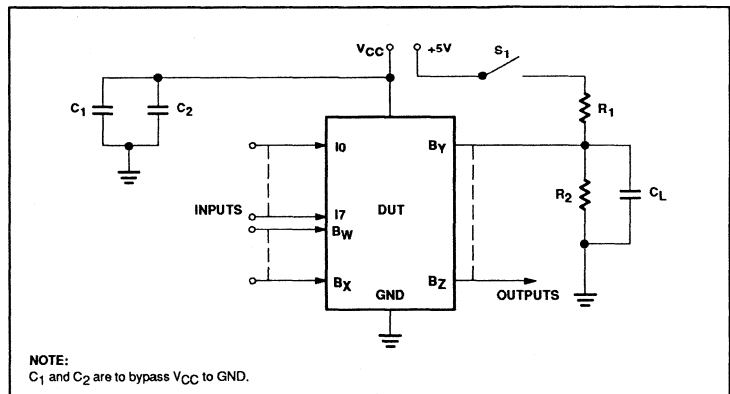 VCC +5V S1
C1 C2
R1
I0 BY
R2 CL
INPUTS I7 DUT
BW
BX BZ
GND OUTPUTS
NOTE:
C1 and C2 are to bypass VCC to GND.